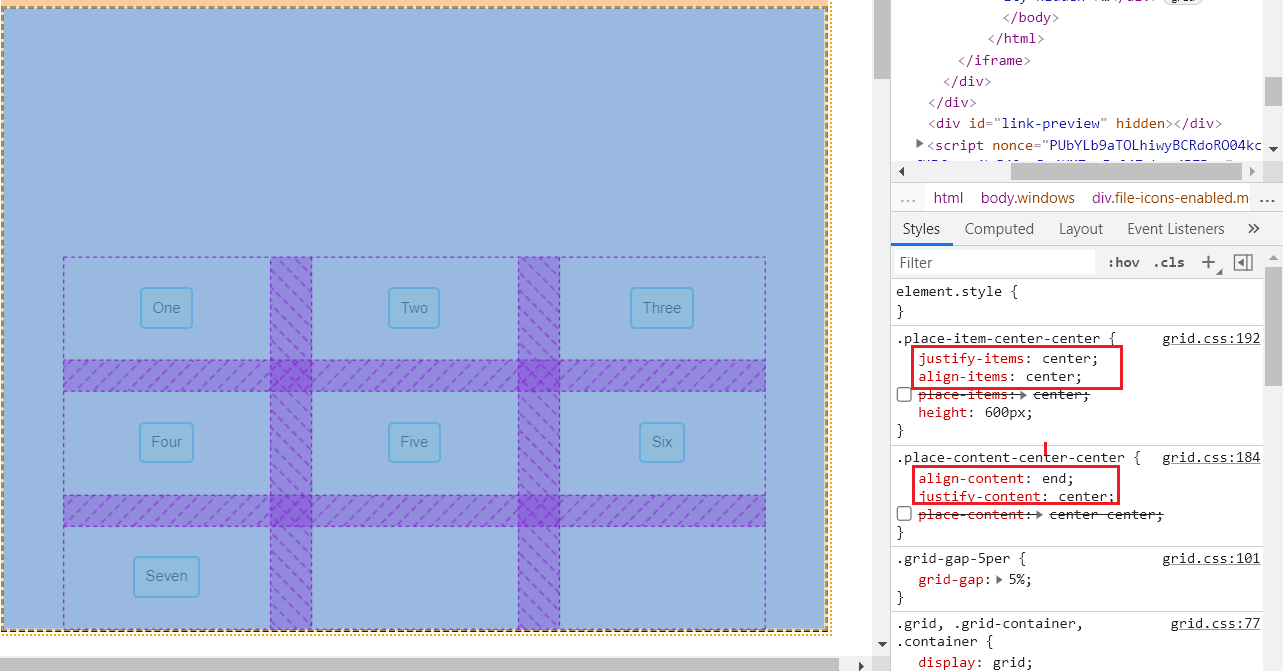 One
Two
Three
Four
Five
Six
Seven
</body>
</html>
</iframe>
</div>
</div>
<div id="link-preview" hidden></div>
<script nonce="PUbYLb9aTOLhiwyBCRdoRO04kc
... html body.windows div.file-icons-enabled.m ...
Styles Computed Layout Event Listeners »
Filter :hov .cls +
element.style {
}
.place-item-center-center { grid.css:192
justify-items: center;
align-items: center;
place-items: center;
height: 600px;
}
.place-content-center-center { grid.css:184
align-content: end;
justify-content: center;
place-content: center center;
}
.grid-gap-5per { grid.css:101
grid-gap: 5%;
}
.grid, .grid-container, grid.css:77
.container {
display: grid;